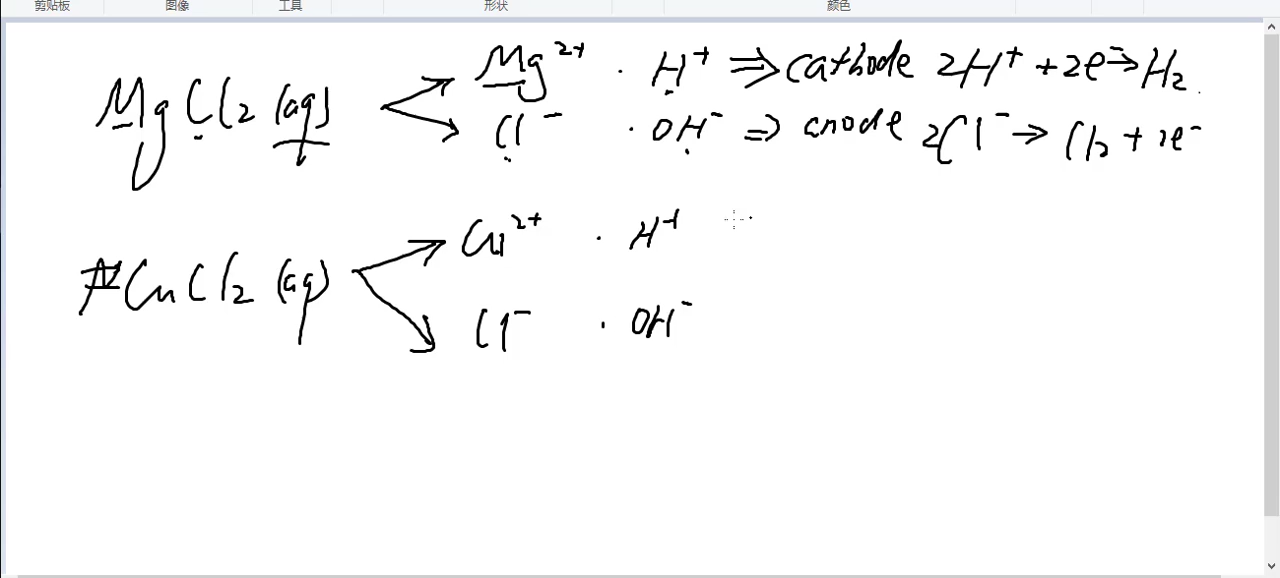 剪贴板 图像 工具 形状 颜色
Mg²⁺ · H⁺ ⇒ cathode 2H⁺ + 2e⁻ → H₂
MgCl₂ (aq)
Cl⁻ · OH⁻ ⇒ anode 2Cl⁻ → Cl₂ + 2e⁻
Cu²⁺ · H⁺
CuCl₂ (aq)
Cl⁻ · OH⁻